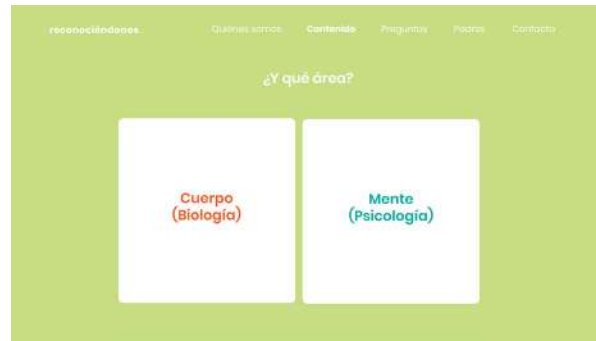 reconociéndonos.
Quiénes somos Contenido Preguntas Padres Contacto
¿Y qué área?
Cuerpo
(Biología)
Mente
(Psicología)